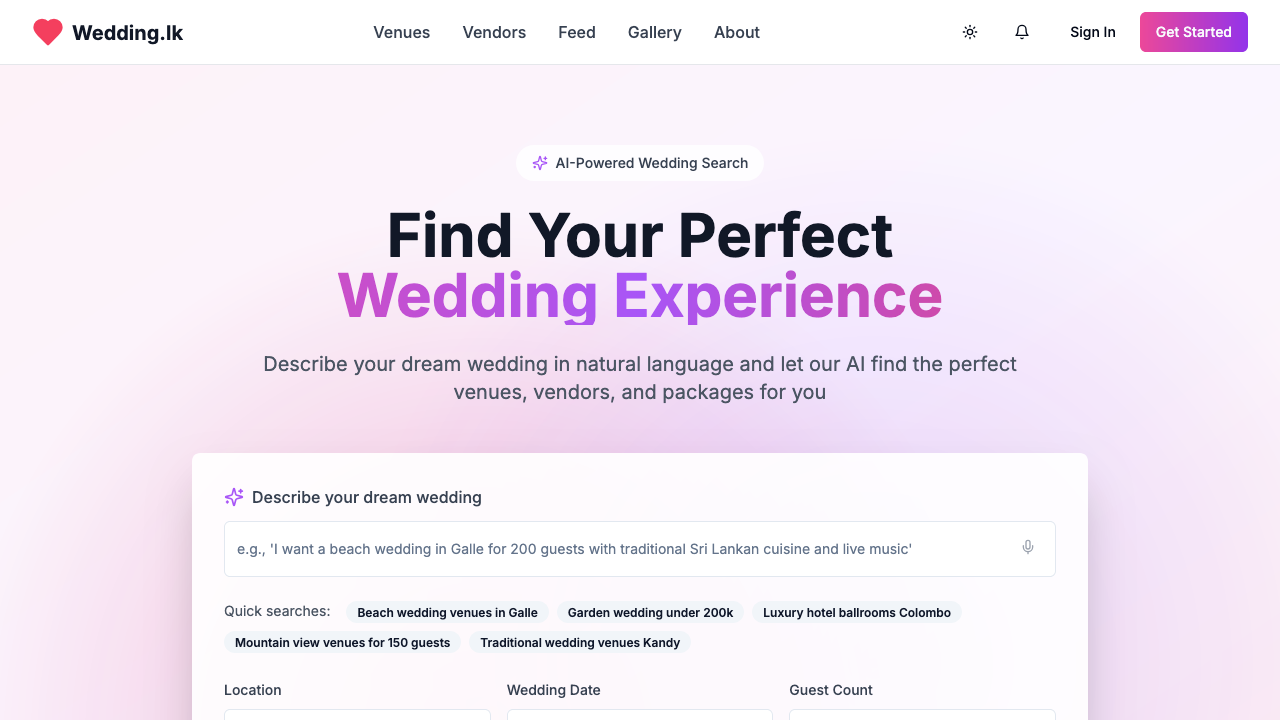 Wedding.lk
Venues Vendors Feed Gallery About
Sign In
Get Started
AI-Powered Wedding Search
Find Your Perfect
Wedding Experience
Describe your dream wedding in natural language and let our AI find the perfect
venues, vendors, and packages for you
Describe your dream wedding
e.g., 'I want a beach wedding in Galle for 200 guests with traditional Sri Lankan cuisine and live music'
Quick searches: Beach wedding venues in Galle Garden wedding under 200k Luxury hotel ballrooms Colombo
Mountain view venues for 150 guests Traditional wedding venues Kandy
Location Wedding Date Guest Count